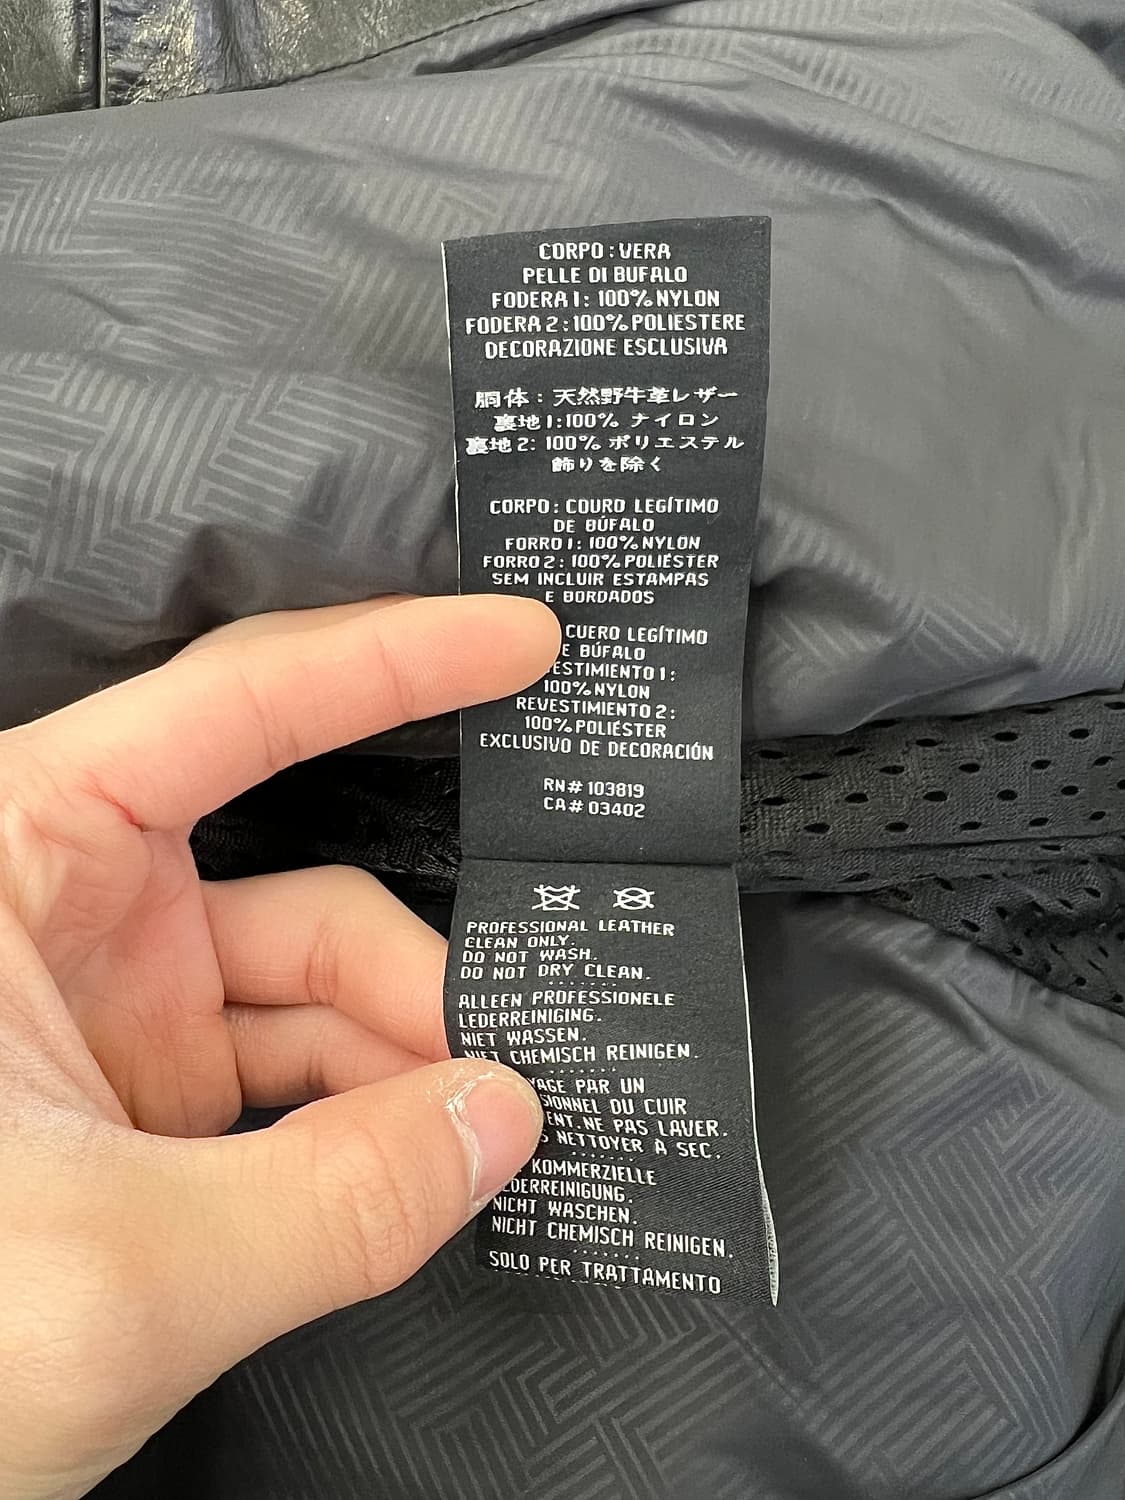 CORPO : VERA
PELLE DI BUFALO
FODERA 1: 100% NYLON
FODERA 2 :100% POLIESTERE
DECORAZIONE ESCLUSIVA
胴体 : 天然野牛革レザー
裏地 1:100% ナイロン
裏地 2: 100% ポリエステル
飾りを除く
CORPO : COURO LEGÍTIMO
DE BÚFALO
FORRO 1: 100% NYLON
FORRO 2 : 100% POLIÉSTER
SEM INCLUIR ESTAMPAS
E BORDADOS
CUERO LEGÍTIMO
E BÚFALO
ESTIMIENTO 1 :
100% NYLON
REVESTIMIENTO 2 :
100% POLIÉSTER
EXCLUSIVO DE DECORACIÓN
RN# 103819
CA# 03402
PROFESSIONAL LEATHER
CLEAN ONLY.
DO NOT WASH.
DO NOT DRY CLEAN.
ALLEEN PROFESSIONELE
LEDERREINIGING.
NIET WASSEN.
NIET CHEMISCH REINIGEN.
YAGE PAR UN
SIONNEL DU CUIR
ENT.NE PAS LAVER.
S NETTOYER À SEC.
KOMMERZIELLE
EDERREINIGUNG.
NICHT WASCHEN.
NICHT CHEMISCH REINIGEN.
SOLO PER TRATTAMENTO